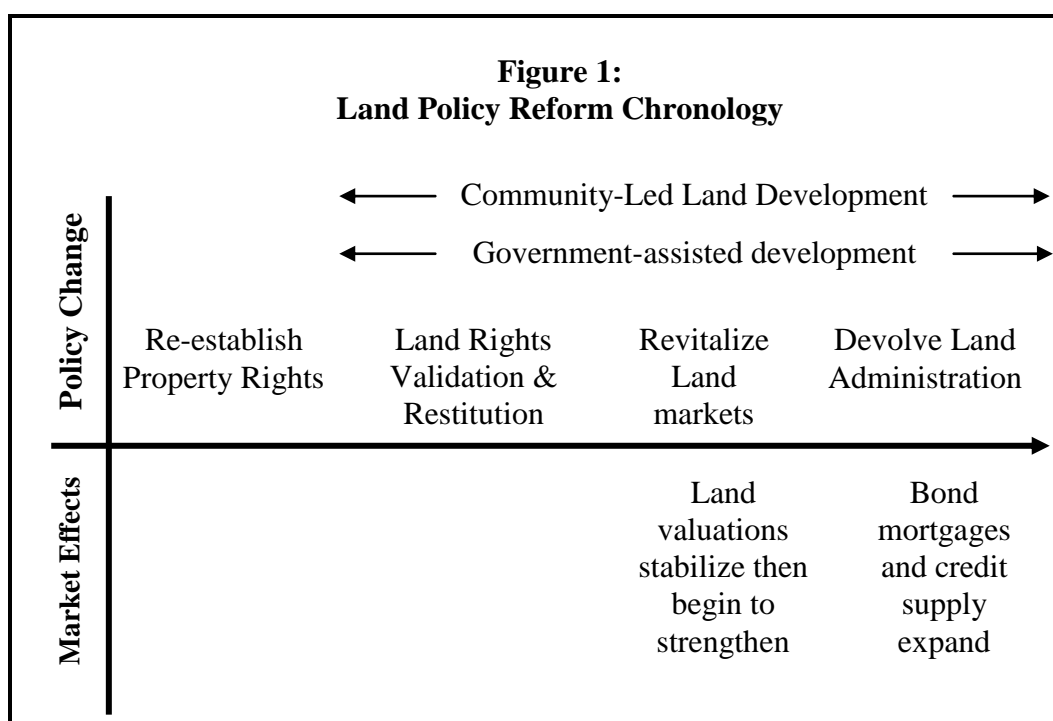 Figure 1:
Land Policy Reform Chronology
Community-Led Land Development
Government-assisted development
Policy Change
Re-establish
Property Rights
Land Rights
Validation &
Restitution
Revitalize
Land
markets
Devolve Land
Administration
Market Effects
Land
valuations
stabilize then
begin to
strengthen
Bond
mortgages
and credit
supply
expand